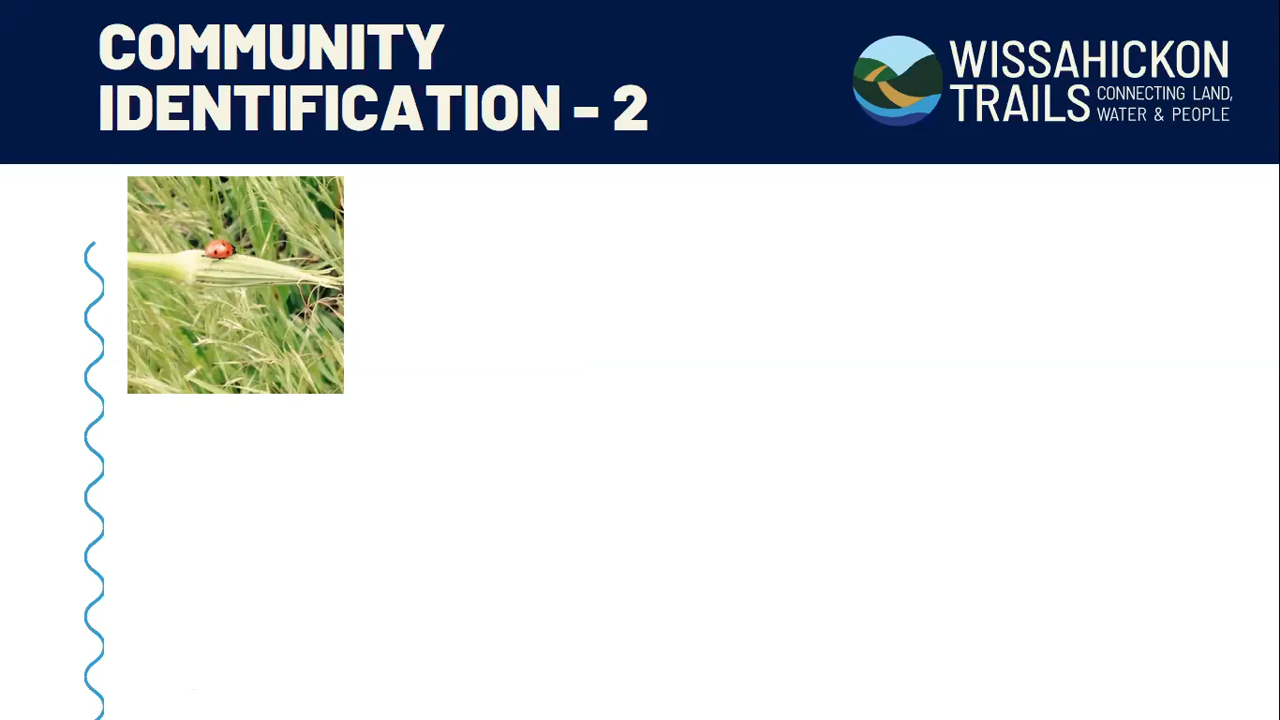 COMMUNITY
IDENTIFICATION - 2
WISSAHICKON
TRAILS
CONNECTING LAND,
WATER & PEOPLE